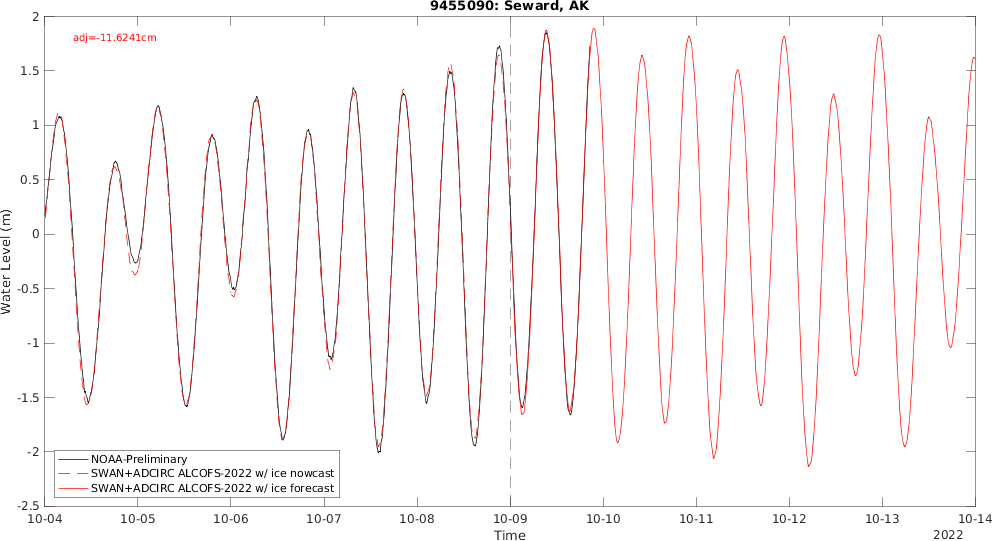 9455090: Seward, AK
adj=-11.6241cm
2
1.5
1
0.5
0
-0.5
-1
-1.5
-2
-2.5
Water Level (m)
NOAA-Preliminary
SWAN+ADCIRC ALCOFS-2022 w/ ice nowcast
SWAN+ADCIRC ALCOFS-2022 w/ ice forecast
10-04 10-05 10-06 10-07 10-08 10-09 10-10 10-11 10-12 10-13 10-14
Time
2022